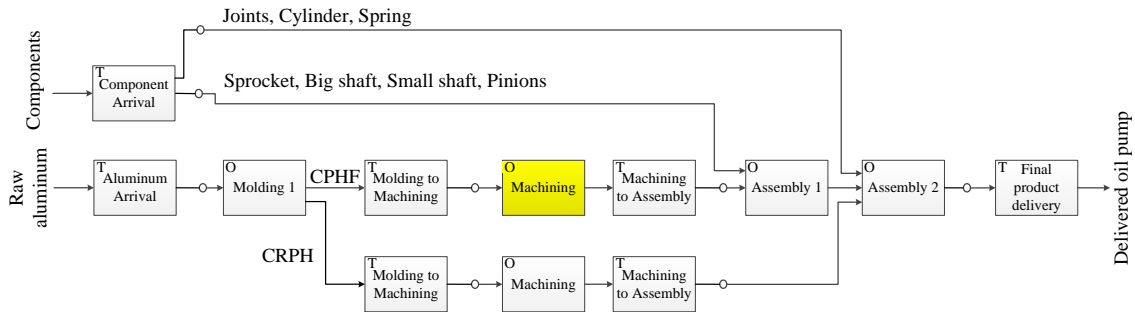 Joints, Cylinder, Spring
Components
T
Component
Arrival
Sprocket, Big shaft, Small shaft, Pinions
Raw
aluminum
T
Aluminum
Arrival
O
Molding 1
CPHF
T
Molding to
Machining
O
Machining
T
Machining
to Assembly
O
Assembly 1
O
Assembly 2
T
Final
product
delivery
Delivered oil pump
CRPH
T
Molding to
Machining
O
Machining
T
Machining
to Assembly